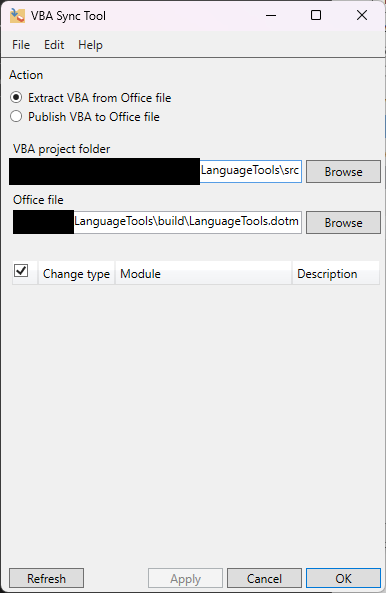 VBA Sync Tool
File Edit Help
Action
Extract VBA from Office file
Publish VBA to Office file
VBA project folder
LanguageTools\src Browse
Office file
LanguageTools\build\LanguageTools.dotm Browse
Change type Module Description
Refresh Apply Cancel OK